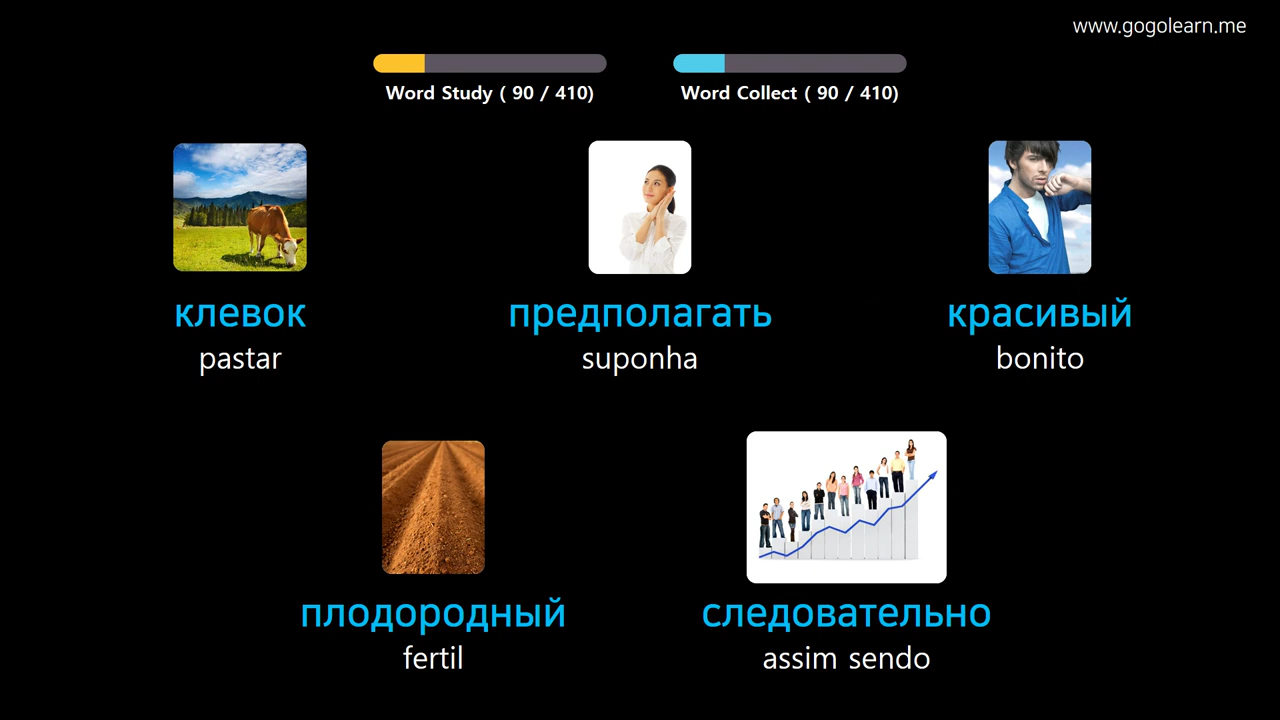 www.gogolearn.me
Word Study ( 90 / 410)
Word Collect ( 90 / 410)
клевок
pastar
предполагать
suponha
красивый
bonito
плодородный
fertil
следовательно
assim sendo